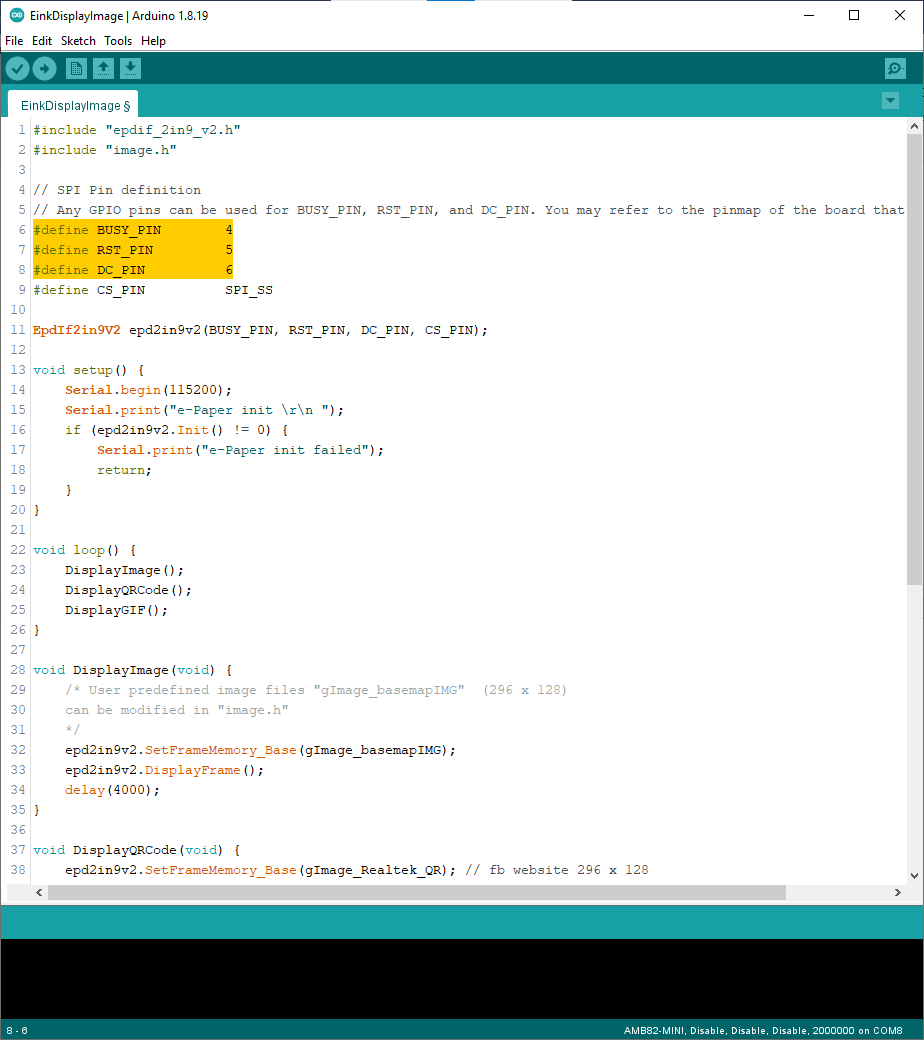 EinkDisplayImage | Arduino 1.8.19
File Edit Sketch Tools Help
EinkDisplayImage §
1 #include "epdif_2in9_v2.h"
2 #include "image.h"
3
4 // SPI Pin definition
5 // Any GPIO pins can be used for BUSY_PIN, RST_PIN, and DC_PIN. You may refer to the pinmap of the board that
6 #define BUSY_PIN        4
7 #define RST_PIN         5
8 #define DC_PIN          6
9 #define CS_PIN          SPI_SS
10
11 EpdIf2in9V2 epd2in9v2(BUSY_PIN, RST_PIN, DC_PIN, CS_PIN);
12
13 void setup() {
14     Serial.begin(115200);
15     Serial.print("e-Paper init \r\n ");
16     if (epd2in9v2.Init() != 0) {
17         Serial.print("e-Paper init failed");
18         return;
19     }
20 }
21
22 void loop() {
23     DisplayImage();
24     DisplayQRCode();
25     DisplayGIF();
26 }
27
28 void DisplayImage(void) {
29     /* User predefined image files "gImage_basemapIMG"  (296 x 128)
30     can be modified in "image.h"
31     */
32     epd2in9v2.SetFrameMemory_Base(gImage_basemapIMG);
33     epd2in9v2.DisplayFrame();
34     delay(4000);
35 }
36
37 void DisplayQRCode(void) {
38     epd2in9v2.SetFrameMemory_Base(gImage_Realtek_QR); // fb website 296 x 128
8 - 6 AMB82-MINI, Disable, Disable, Disable, 2000000 on COM8